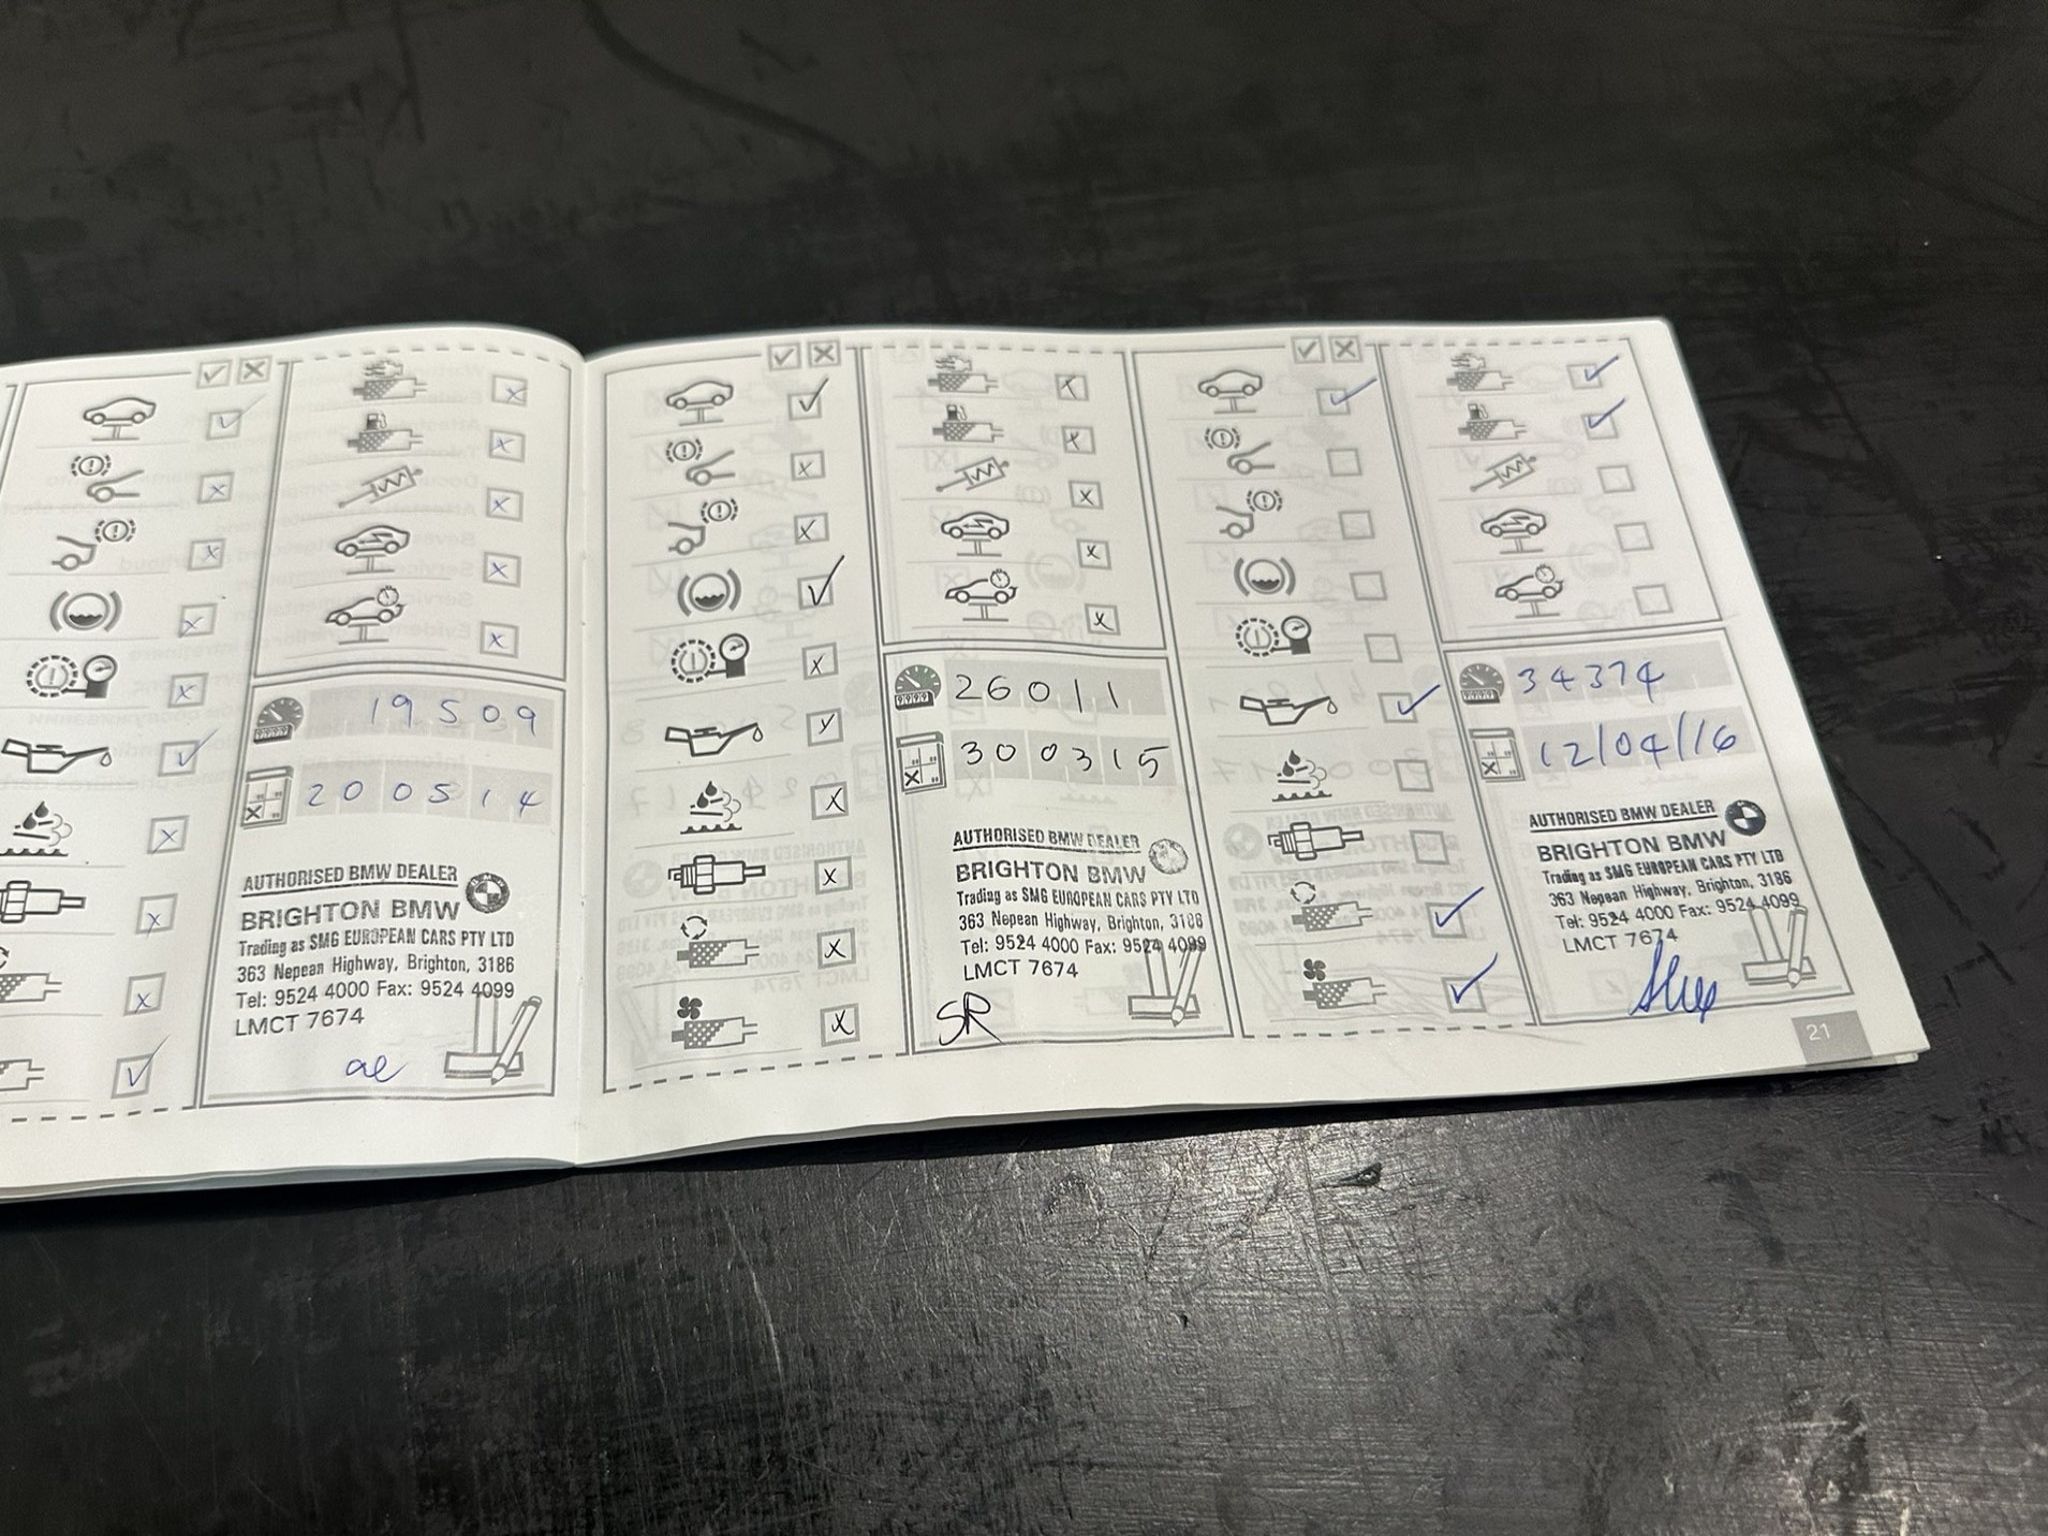 19509
200514
AUTHORISED BMW DEALER
BRIGHTON BMW
Trading as SMG EUROPEAN CARS PTY LTD
363 Nepean Highway, Brighton, 3186
Tel: 9524 4000 Fax: 9524 4099
LMCT 7674
ae
26011
300315
AUTHORISED BMW DEALER
BRIGHTON BMW
Trading as SMG EUROPEAN CARS PTY LTD
363 Nepean Highway, Brighton, 3186
Tel: 9524 4000 Fax: 9524 4099
LMCT 7674
SR
34374
12/04/16
AUTHORISED BMW DEALER
BRIGHTON BMW
Trading as SMG EUROPEAN CARS PTY LTD
363 Nepean Highway, Brighton, 3186
Tel: 9524 4000 Fax: 9524 4099
LMCT 7674
21